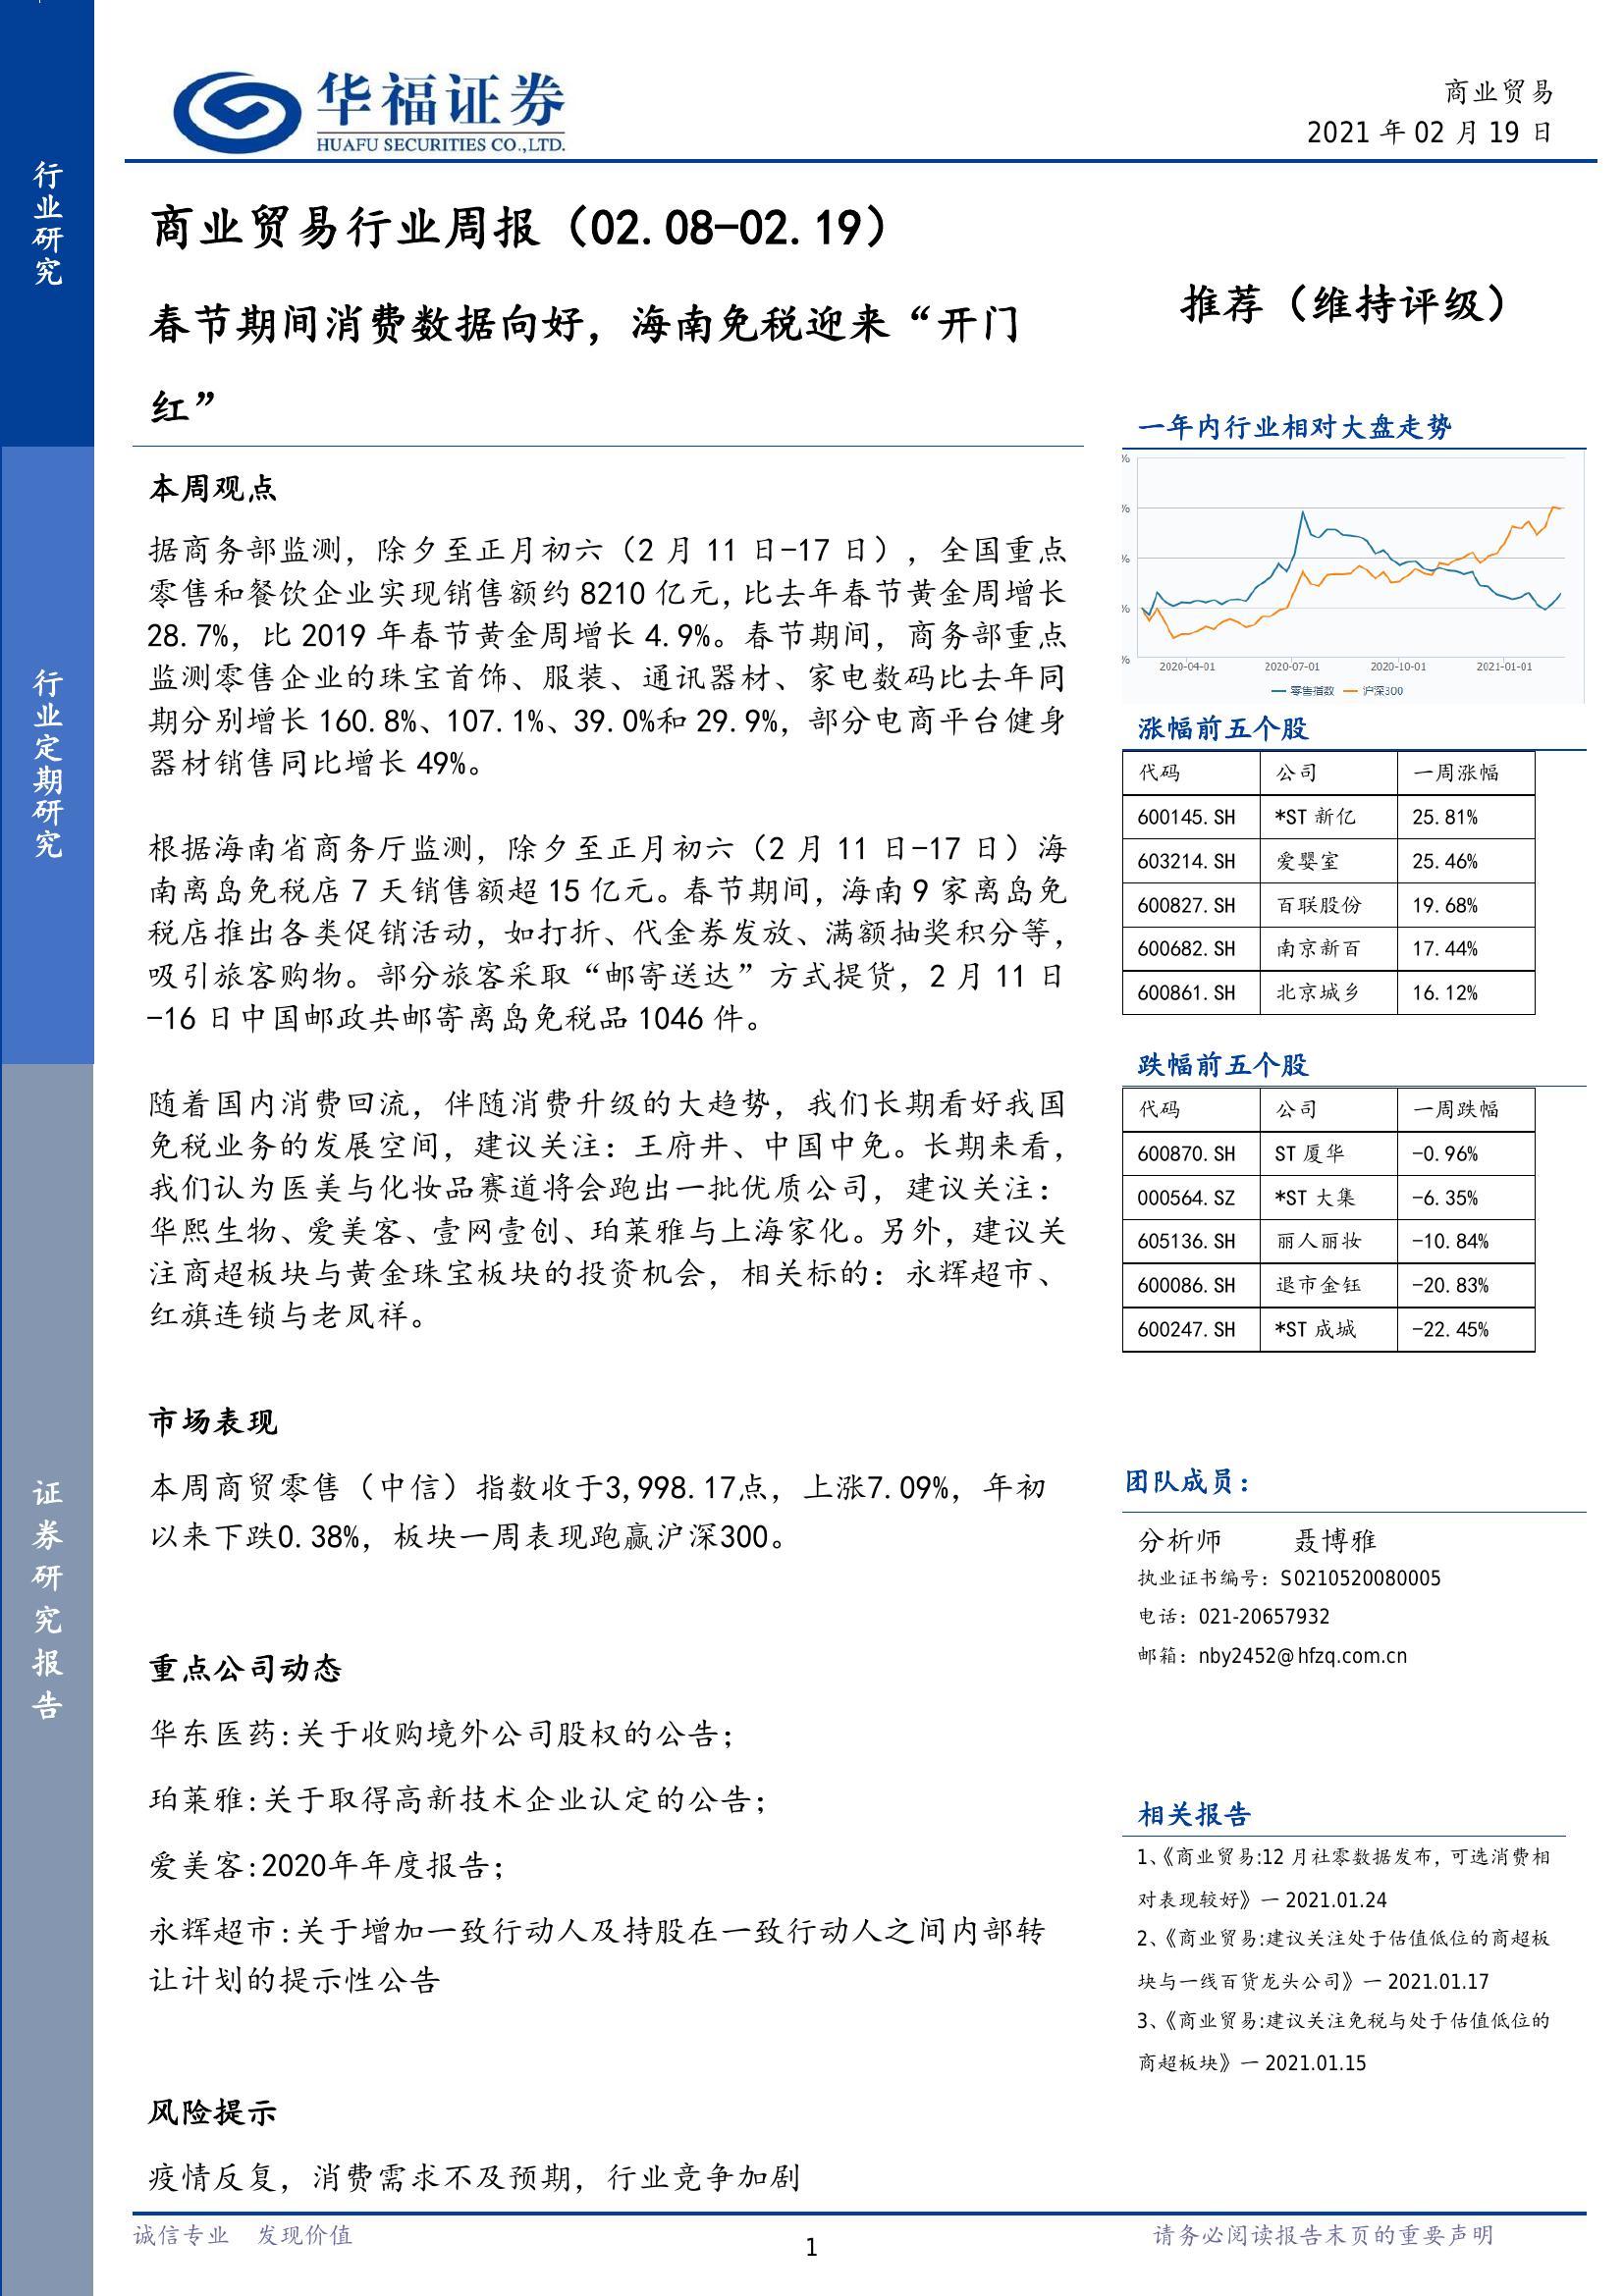 华福证券
HUAFU SECURITIES CO.,LTD.
商业贸易
2021 年 02 月 19 日
行业研究
行业定期研究
证券研究报告
商业贸易行业周报（02.08-02.19）
春节期间消费数据向好，海南免税迎来“开门
红”
推荐（维持评级）
本周观点
据商务部监测，除夕至正月初六（2 月 11 日-17 日），全国重点
零售和餐饮企业实现销售额约 8210 亿元，比去年春节黄金周增长
28.7%，比 2019 年春节黄金周增长 4.9%。春节期间，商务部重点
监测零售企业的珠宝首饰、服装、通讯器材、家电数码比去年同
期分别增长 160.8%、107.1%、39.0%和 29.9%，部分电商平台健身
器材销售同比增长 49%。
根据海南省商务厅监测，除夕至正月初六（2 月 11 日-17 日）海
南离岛免税店 7 天销售额超 15 亿元。春节期间，海南 9 家离岛免
税店推出各类促销活动，如打折、代金券发放、满额抽奖积分等，
吸引旅客购物。部分旅客采取“邮寄送达”方式提货，2 月 11 日
-16 日中国邮政共邮寄离岛免税品 1046 件。
随着国内消费回流，伴随消费升级的大趋势，我们长期看好我国
免税业务的发展空间，建议关注：王府井、中国中免。长期来看，
我们认为医美与化妆品赛道将会跑出一批优质公司，建议关注：
华熙生物、爱美客、壹网壹创、珀莱雅与上海家化。另外，建议关
注商超板块与黄金珠宝板块的投资机会，相关标的：永辉超市、
红旗连锁与老凤祥。
市场表现
本周商贸零售（中信）指数收于3,998.17点，上涨7.09%，年初
以来下跌0.38%，板块一周表现跑赢沪深300。
重点公司动态
华东医药:关于收购境外公司股权的公告；
珀莱雅:关于取得高新技术企业认定的公告；
爱美客:2020年年度报告；
永辉超市:关于增加一致行动人及持股在一致行动人之间内部转
让计划的提示性公告
风险提示
疫情反复，消费需求不及预期，行业竞争加剧
一年内行业相对大盘走势
%
%
%
%
%
2020-04-01 2020-07-01 2020-10-01 2021-01-01
零售指数 沪深300
涨幅前五个股
代码 公司 一周涨幅
600145.SH *ST 新亿 25.81%
603214.SH 爱婴室 25.46%
600827.SH 百联股份 19.68%
600682.SH 南京新百 17.44%
600861.SH 北京城乡 16.12%
跌幅前五个股
代码 公司 一周跌幅
600870.SH ST 厦华 -0.96%
000564.SZ *ST 大集 -6.35%
605136.SH 丽人丽妆 -10.84%
600086.SH 退市金钰 -20.83%
600247.SH *ST 成城 -22.45%
团队成员：
分析师 聂博雅
执业证书编号：S0210520080005
电话：021-20657932
邮箱：nby2452@hfzq.com.cn
相关报告
1、《商业贸易:12 月社零数据发布，可选消费相
对表现较好》一 2021.01.24
2、《商业贸易:建议关注处于估值低位的商超板
块与一线百货龙头公司》一 2021.01.17
3、《商业贸易:建议关注免税与处于估值低位的
商超板块》一 2021.01.15
诚信专业 发现价值
1
请务必阅读报告末页的重要声明